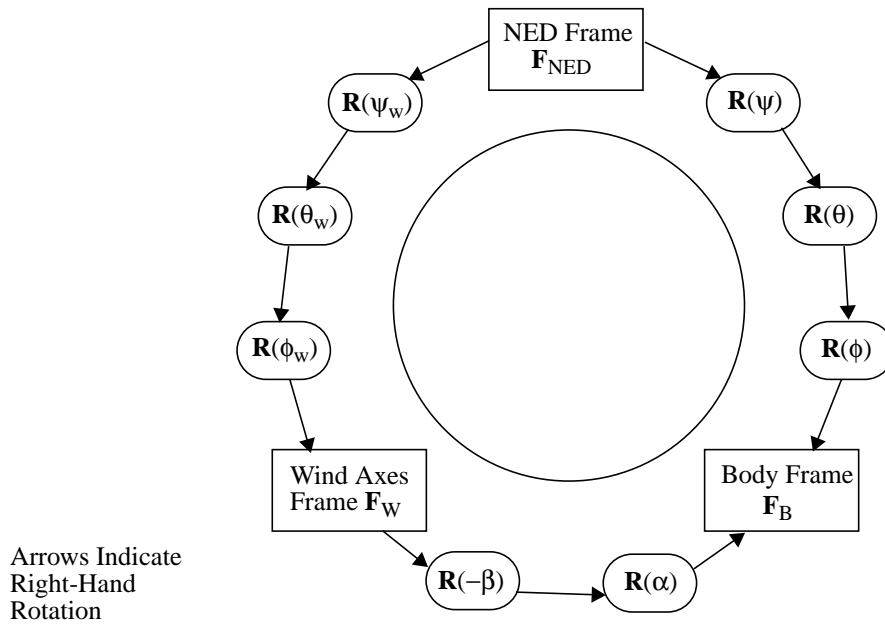 NED Frame
F_NED
R(ψ_w)
R(ψ)
R(θ_w)
R(θ)
R(ϕ_w)
R(ϕ)
Wind Axes
Frame F_W
Body Frame
F_B
R(−β)
R(α)
Arrows Indicate
Right-Hand
Rotation